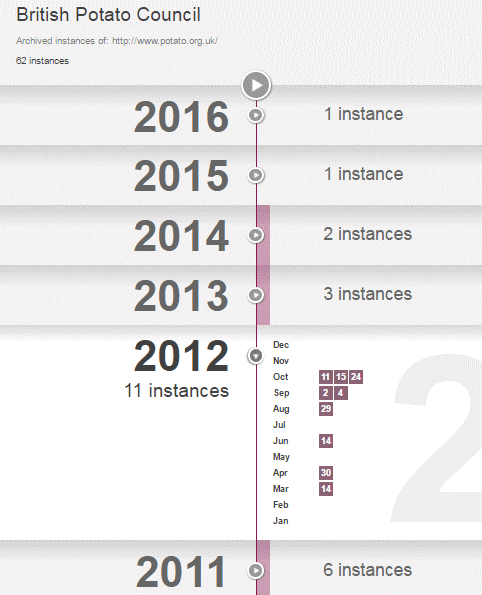 British Potato Council
Archived instances of: http://www.potato.org.uk/
62 instances
2016
1 instance
2015
1 instance
2014
2 instances
2013
3 instances
2012
11 instances
Dec
Nov
Oct 11 15 24
Sep 2 4
Aug 29
Jul
Jun 14
May
Apr 30
Mar 14
Feb
Jan
2
2011
6 instances